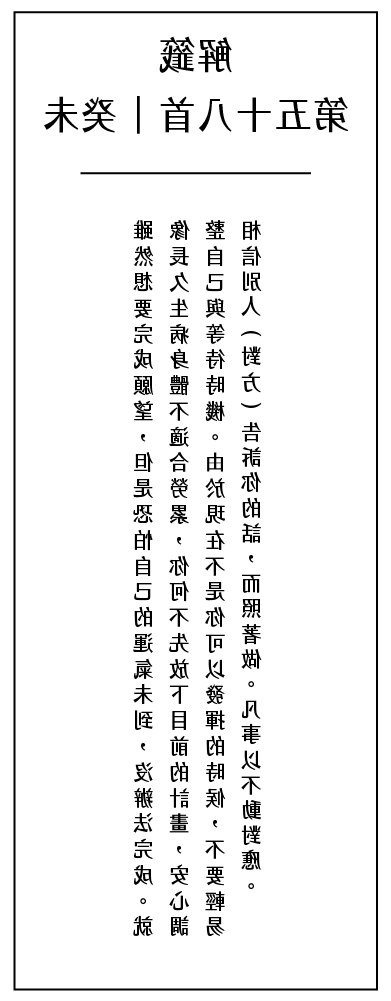 解籤
第五十八首｜癸未
雖然想要完成願望，但是恐怕自己的運氣未到，沒辦法完成。就
像長久生病身體不適合勞累，你何不先放下目前的計畫，安心調
整自己與等待時機。由於現在不是你可以發揮的時候，不要輕易
相信別人（對方）告訴你的話，而照著做。凡事以不動對應。